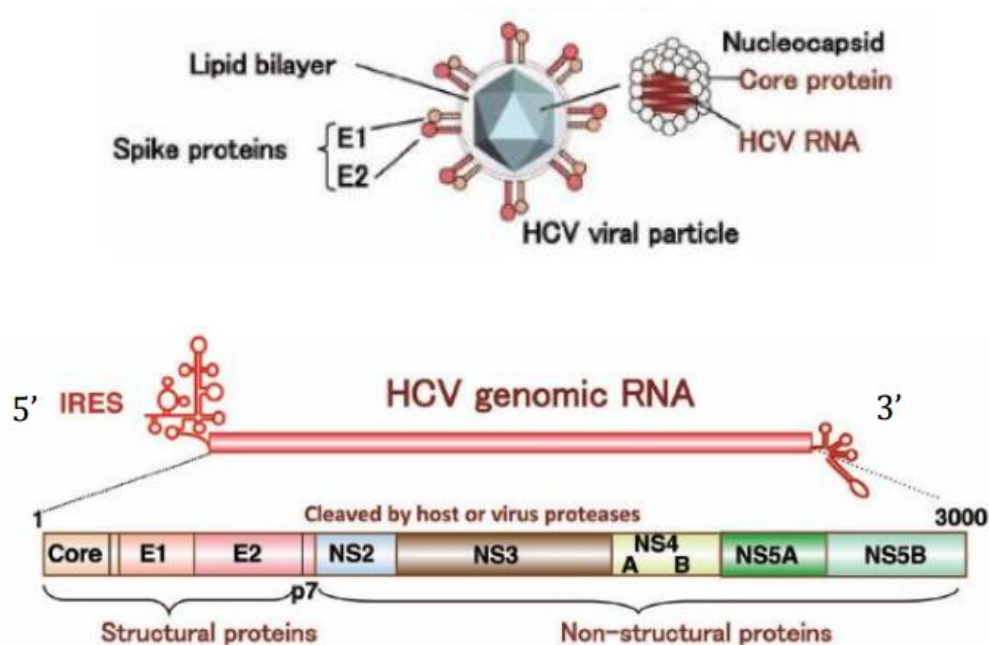 Lipid bilayer
Nucleocapsid
Core protein
Spike proteins
E1
E2
HCV RNA
HCV viral particle
5’ IRES
HCV genomic RNA
3’
1
Cleaved by host or virus proteases
3000
Core E1 E2 NS2 NS3 NS4 NS5A NS5B
A B
p7
Structural proteins
Non-structural proteins